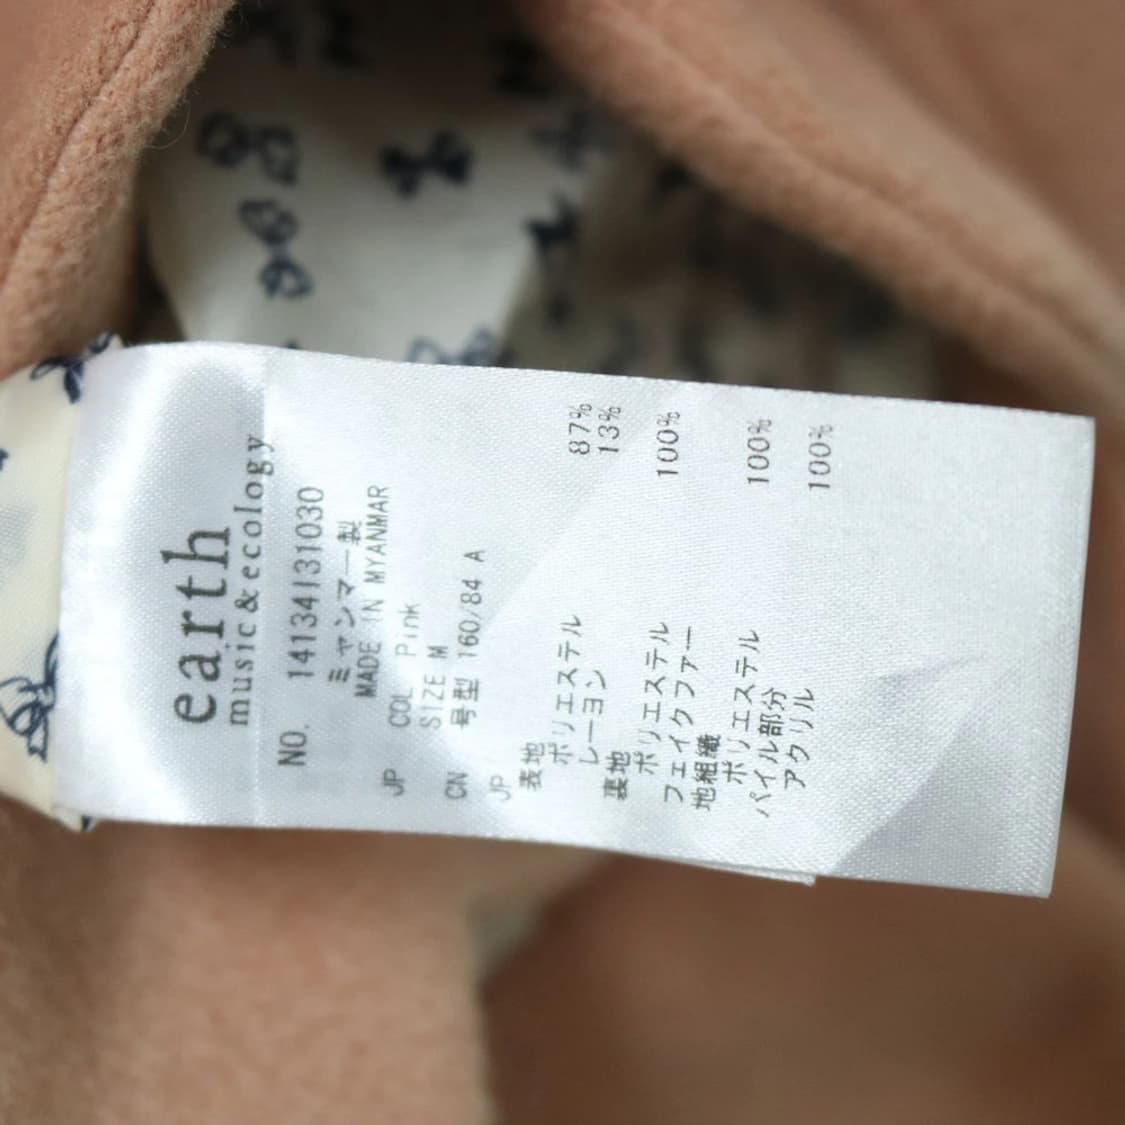 earth
music&ecology
NO. 14134131030
ミャンマー製
MADE IN MYANMAR
JP COL Pink
SIZE M
CN 号型 160/84 A
JP
表地
ポリエステル 87%
レーヨン 13%
裏地
ポリエステル 100%
フェイクファー
地組織
ポリエステル 100%
パイル部分
アクリル 100%